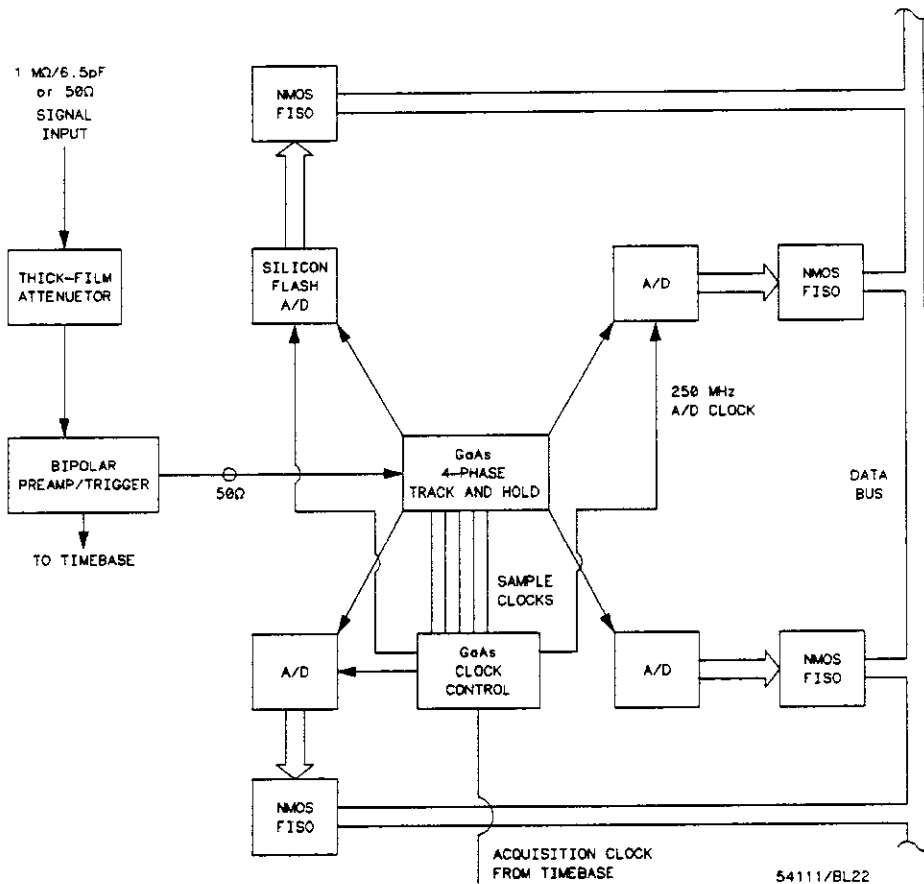 1 MΩ/6.5pF
or 50Ω
SIGNAL
INPUT
THICK-FILM
ATTENUETOR
BIPOLAR
PREAMP/TRIGGER
TO TIMEBASE
50Ω
NMOS
FISO
SILICON
FLASH
A/D
A/D
NMOS
FISO
250 MHz
A/D CLOCK
GaAs
4-PHASE
TRACK AND HOLD
DATA
BUS
SAMPLE
CLOCKS
A/D
GaAs
CLOCK
CONTROL
A/D
NMOS
FISO
NMOS
FISO
ACQUISITION CLOCK
FROM TIMEBASE
54111/BL22